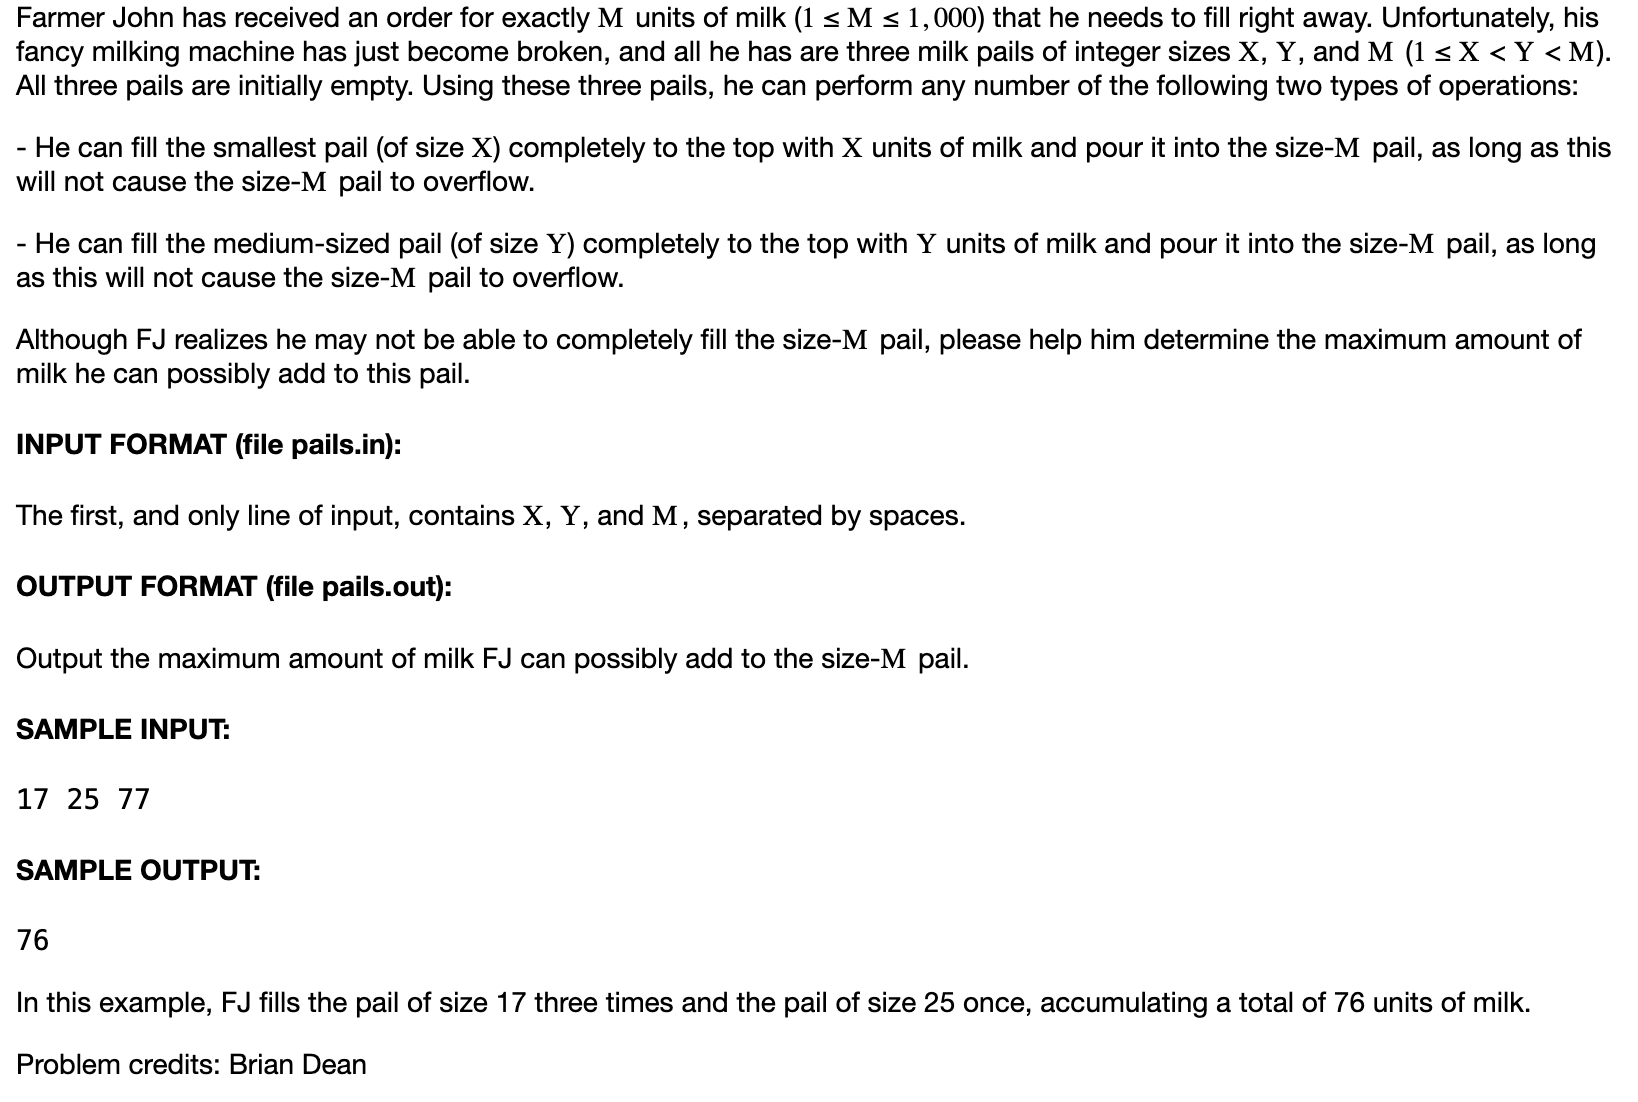 Farmer John has received an order for exactly M units of milk (1 ≤ M ≤ 1,000) that he needs to fill right away. Unfortunately, his
fancy milking machine has just become broken, and all he has are three milk pails of integer sizes X, Y, and M (1 ≤ X < Y < M).
All three pails are initially empty. Using these three pails, he can perform any number of the following two types of operations:
- He can fill the smallest pail (of size X) completely to the top with X units of milk and pour it into the size-M pail, as long as this
will not cause the size-M pail to overflow.
- He can fill the medium-sized pail (of size Y) completely to the top with Y units of milk and pour it into the size-M pail, as long
as this will not cause the size-M pail to overflow.
Although FJ realizes he may not be able to completely fill the size-M pail, please help him determine the maximum amount of
milk he can possibly add to this pail.
INPUT FORMAT (file pails.in):
The first, and only line of input, contains X, Y, and M, separated by spaces.
OUTPUT FORMAT (file pails.out):
Output the maximum amount of milk FJ can possibly add to the size-M pail.
SAMPLE INPUT:
17 25 77
SAMPLE OUTPUT:
76
In this example, FJ fills the pail of size 17 three times and the pail of size 25 once, accumulating a total of 76 units of milk.
Problem credits: Brian Dean